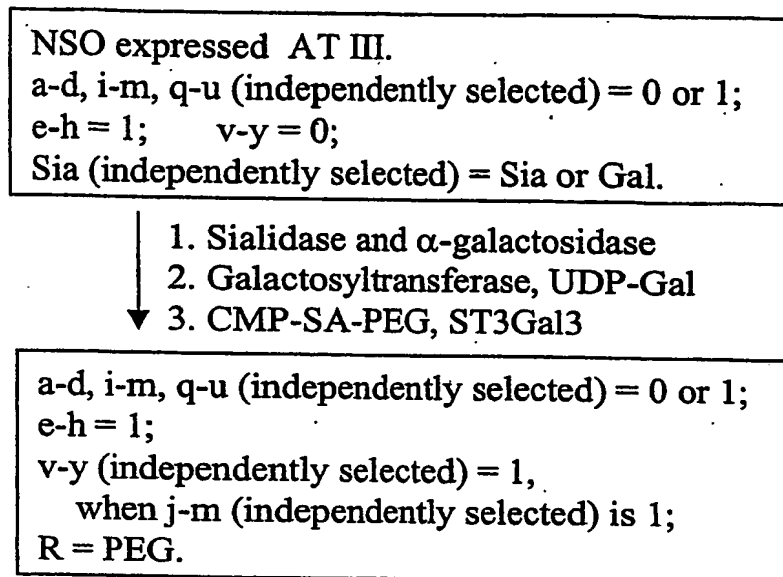 NSO expressed AT III.
a-d, i-m, q-u (independently selected) = 0 or 1;
e-h = 1; v-y = 0;
Sia (independently selected) = Sia or Gal.
1. Sialidase and α-galactosidase
2. Galactosyltransferase, UDP-Gal
3. CMP-SA-PEG, ST3Gal3
a-d, i-m, q-u (independently selected) = 0 or 1;
e-h = 1;
v-y (independently selected) = 1,
when j-m (independently selected) is 1;
R = PEG.